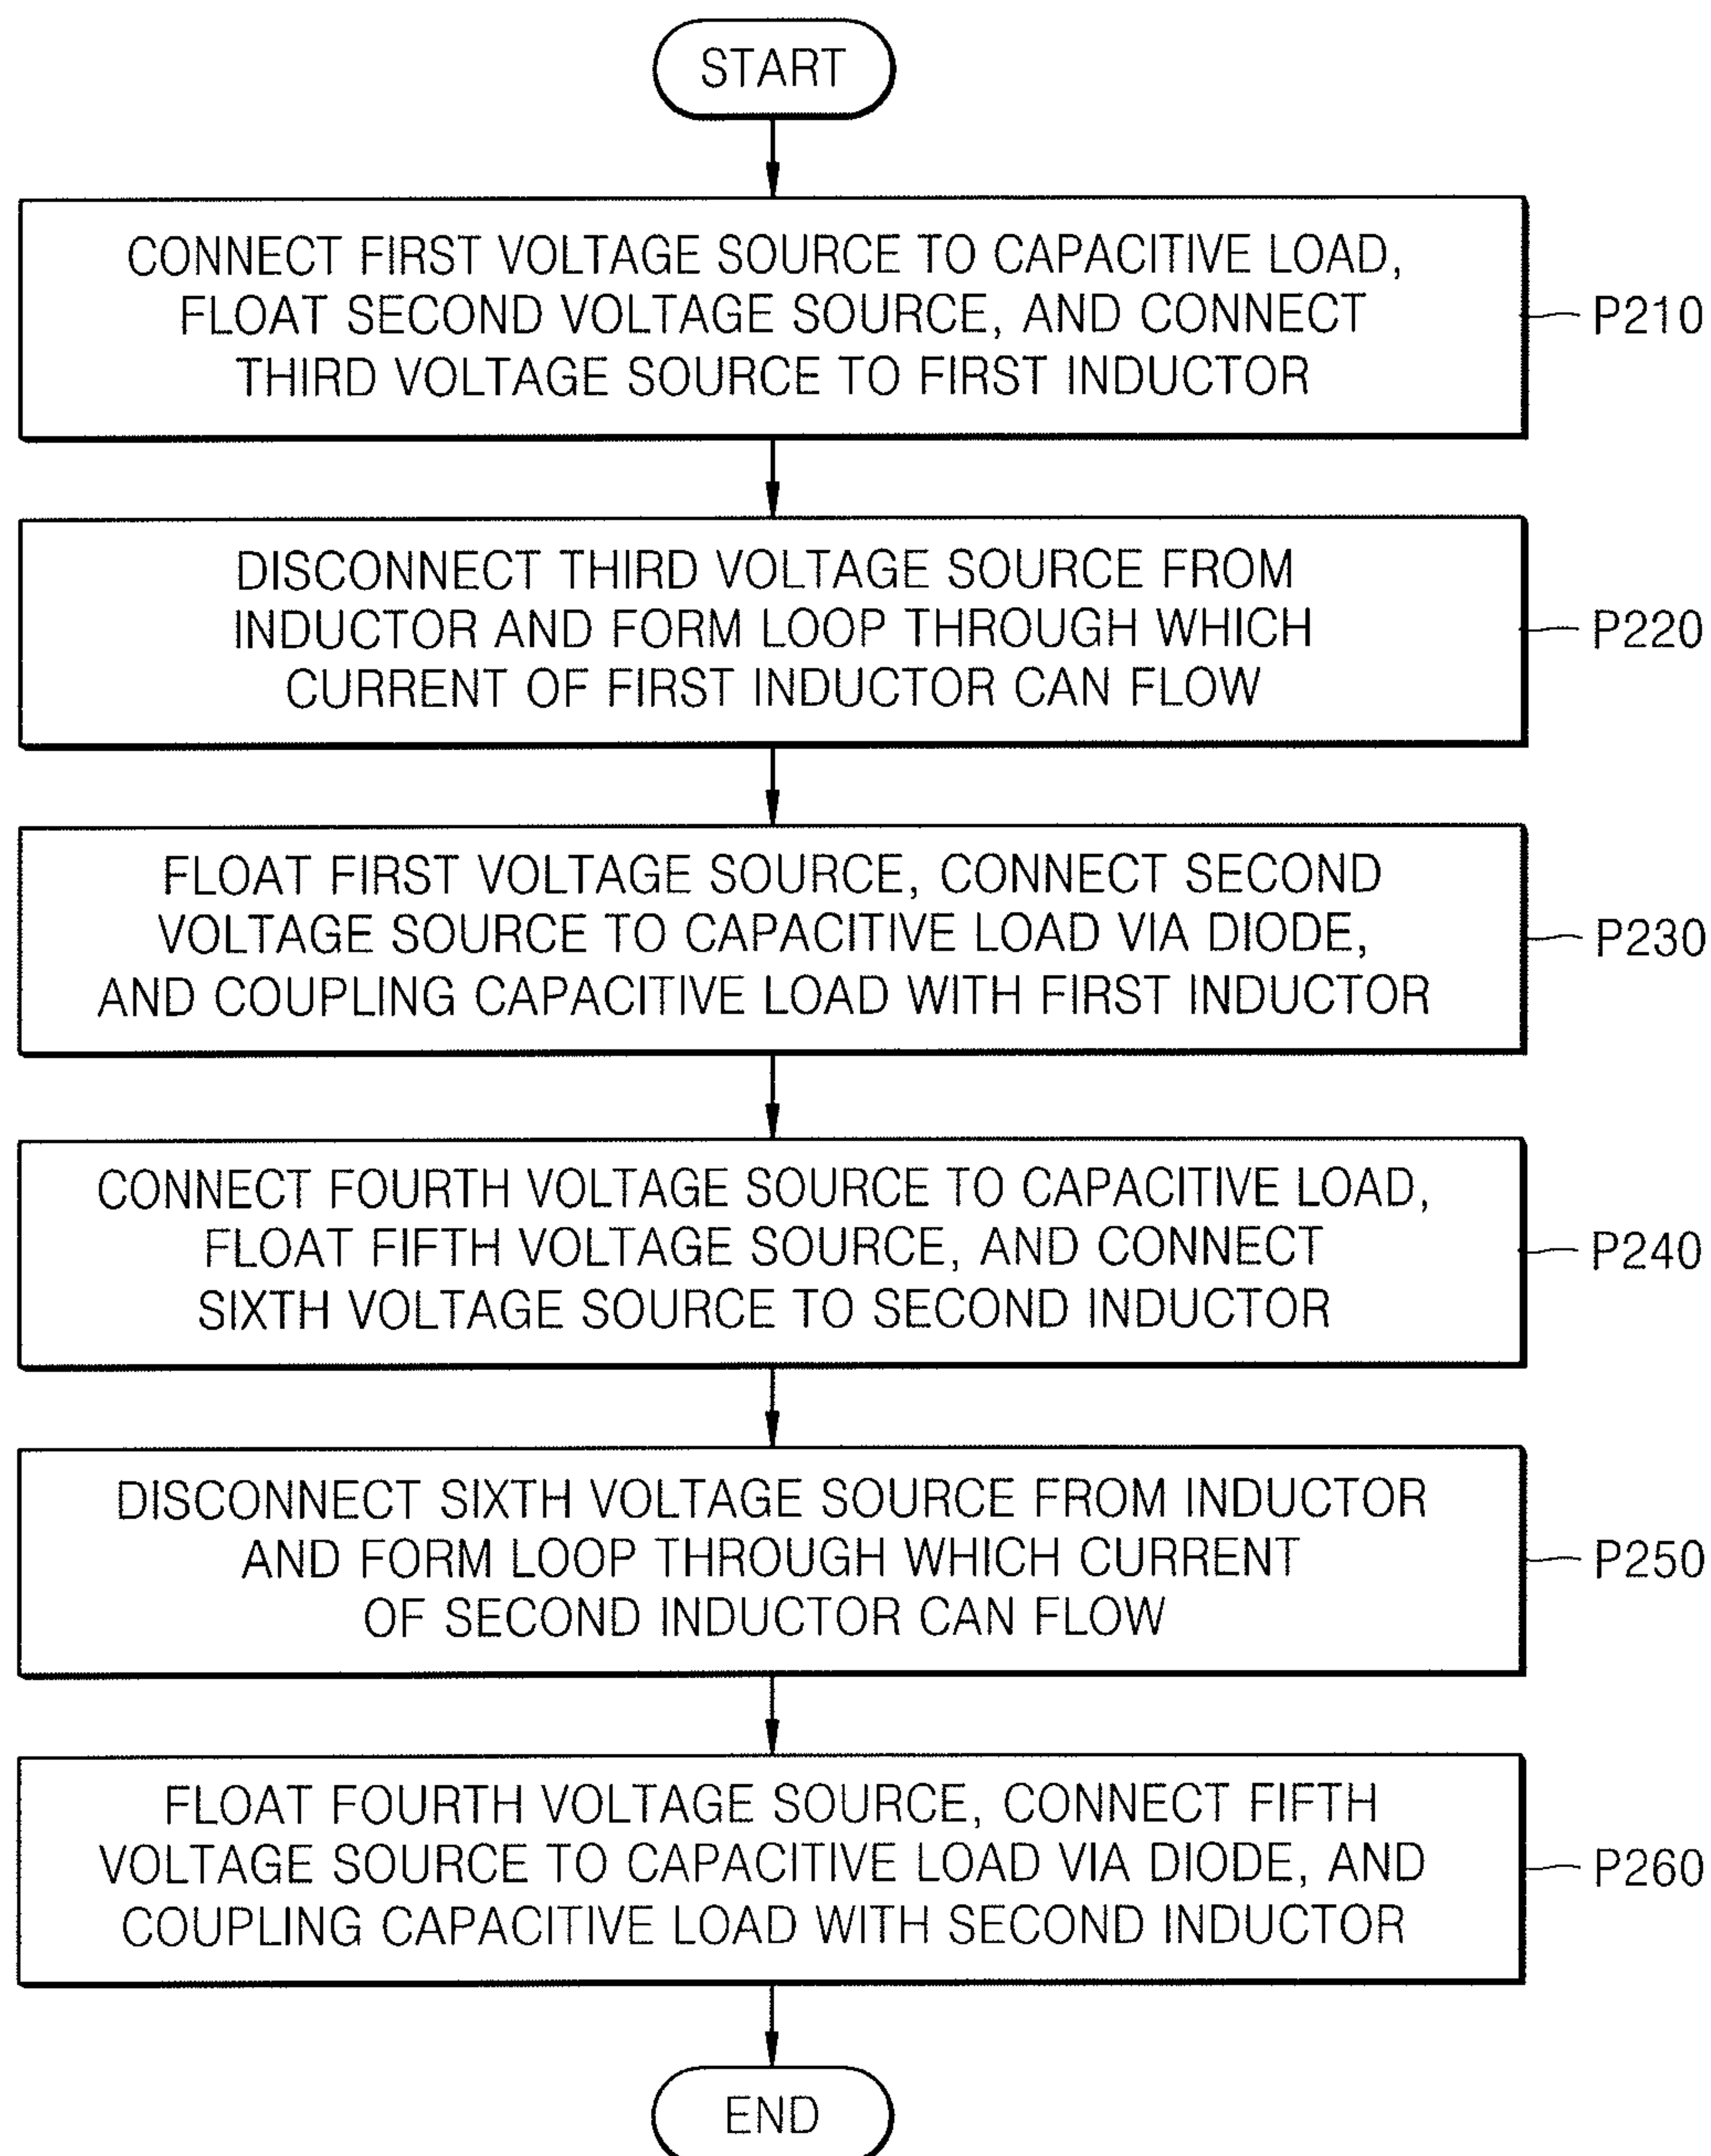 START
CONNECT FIRST VOLTAGE SOURCE TO CAPACITIVE LOAD,
FLOAT SECOND VOLTAGE SOURCE, AND CONNECT
THIRD VOLTAGE SOURCE TO FIRST INDUCTOR
P210
DISCONNECT THIRD VOLTAGE SOURCE FROM
INDUCTOR AND FORM LOOP THROUGH WHICH
CURRENT OF FIRST INDUCTOR CAN FLOW
P220
FLOAT FIRST VOLTAGE SOURCE, CONNECT SECOND
VOLTAGE SOURCE TO CAPACITIVE LOAD VIA DIODE,
AND COUPLING CAPACITIVE LOAD WITH FIRST INDUCTOR
P230
CONNECT FOURTH VOLTAGE SOURCE TO CAPACITIVE LOAD,
FLOAT FIFTH VOLTAGE SOURCE, AND CONNECT
SIXTH VOLTAGE SOURCE TO SECOND INDUCTOR
P240
DISCONNECT SIXTH VOLTAGE SOURCE FROM INDUCTOR
AND FORM LOOP THROUGH WHICH CURRENT
OF SECOND INDUCTOR CAN FLOW
P250
FLOAT FOURTH VOLTAGE SOURCE, CONNECT FIFTH
VOLTAGE SOURCE TO CAPACITIVE LOAD VIA DIODE, AND
COUPLING CAPACITIVE LOAD WITH SECOND INDUCTOR
P260
END